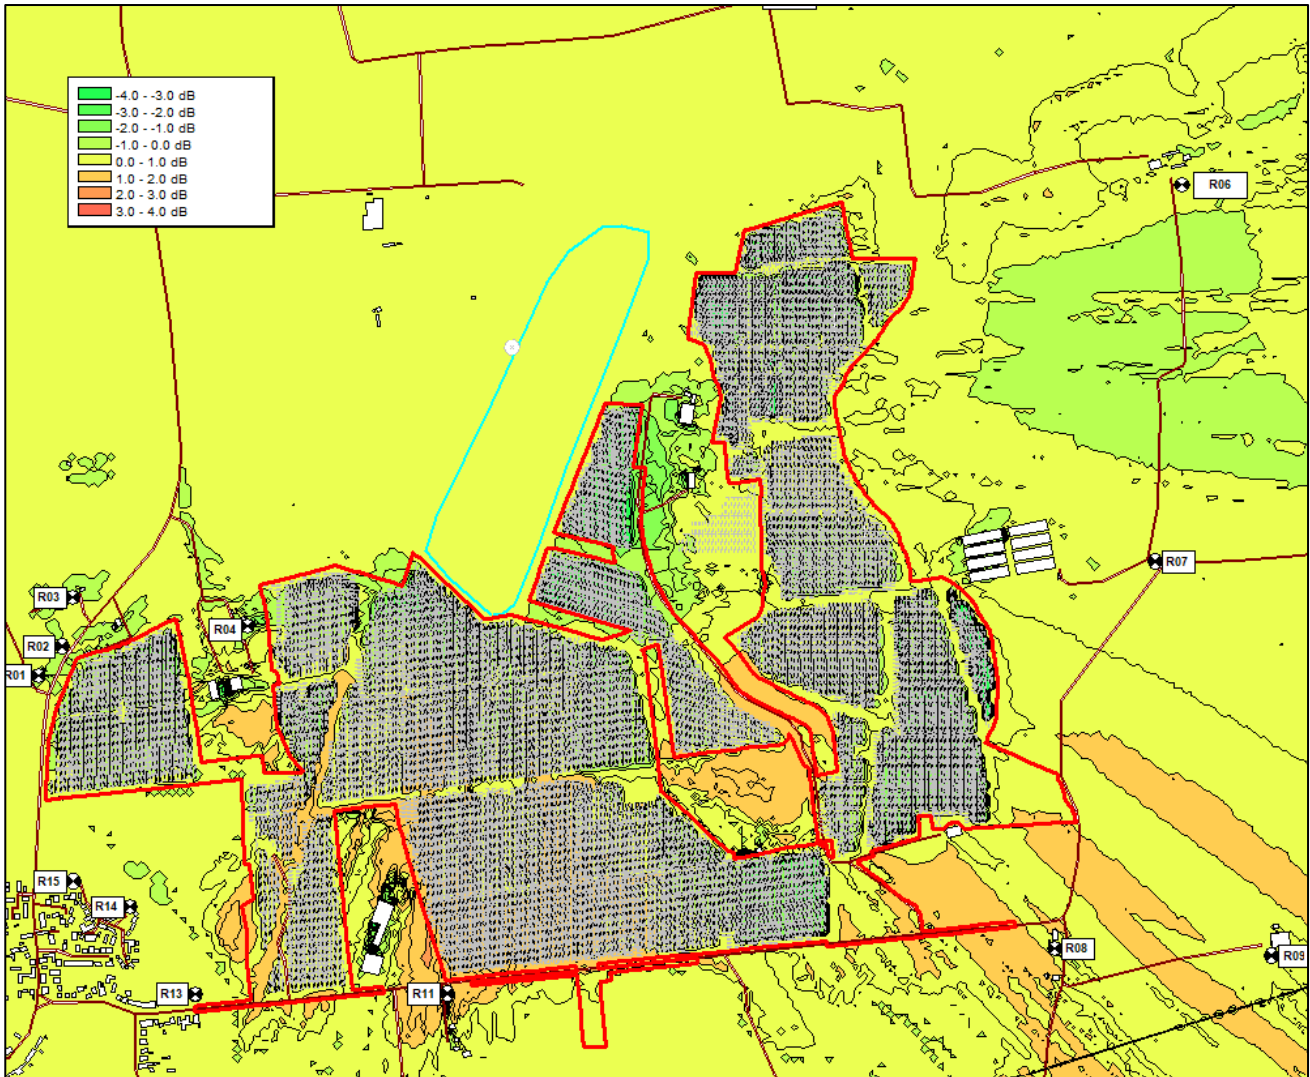 -4.0 - -3.0 dB
-3.0 - -2.0 dB
-2.0 - -1.0 dB
-1.0 - 0.0 dB
0.0 - 1.0 dB
1.0 - 2.0 dB
2.0 - 3.0 dB
3.0 - 4.0 dB
R06
R07
R03
R04
R02
R01
R15
R14
R08
R09
R13
R11